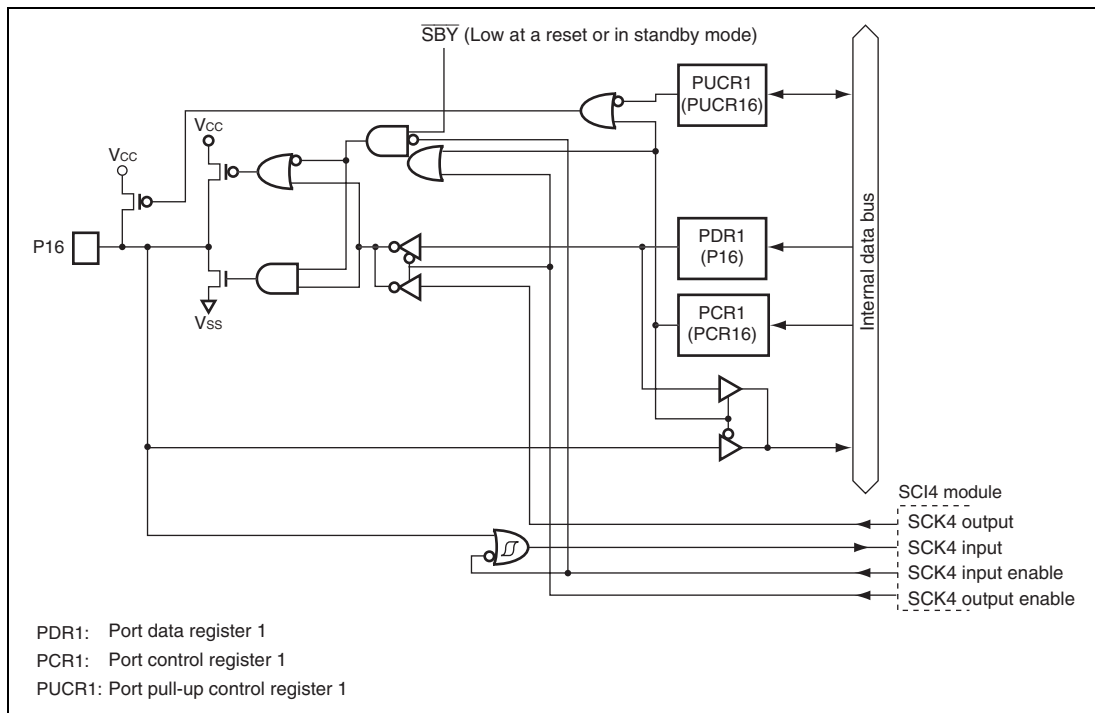 SBY (Low at a reset or in standby mode)
PUCR1
(PUCR16)
VCC
VCC
P16
PDR1
(P16)
PCR1
(PCR16)
VSS
Internal data bus
SCI4 module
SCK4 output
SCK4 input
SCK4 input enable
SCK4 output enable
PDR1: Port data register 1
PCR1: Port control register 1
PUCR1: Port pull-up control register 1